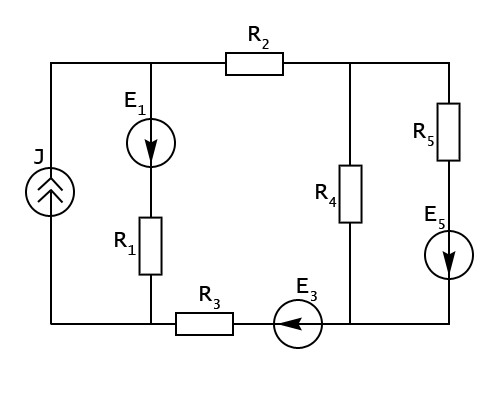 R₂
E₁
R₅
J
R₄
E₅
R₁
R₃
E₃